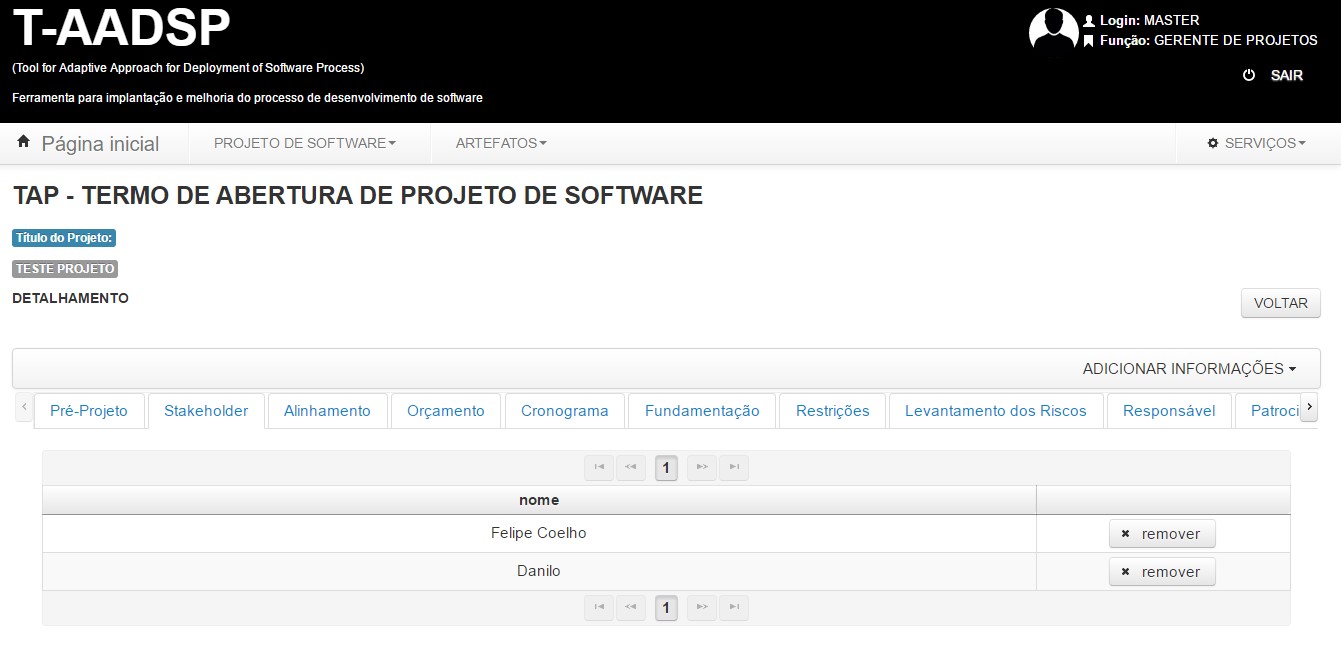 T-AADSP
(Tool for Adaptive Approach for Deployment of Software Process)
Ferramenta para implantação e melhoria do processo de desenvolvimento de software
Login: MASTER
Função: GERENTE DE PROJETOS
SAIR
Página inicial PROJETO DE SOFTWARE ARTEFATOS SERVIÇOS
TAP - TERMO DE ABERTURA DE PROJETO DE SOFTWARE
Título do Projeto:
TESTE PROJETO
DETALHAMENTO
VOLTAR
ADICIONAR INFORMAÇÕES
Pré-Projeto Stakeholder Alinhamento Orçamento Cronograma Fundamentação Restrições Levantamento dos Riscos Responsável Patroci
1
nome
Felipe Coelho remover
Danilo remover
1